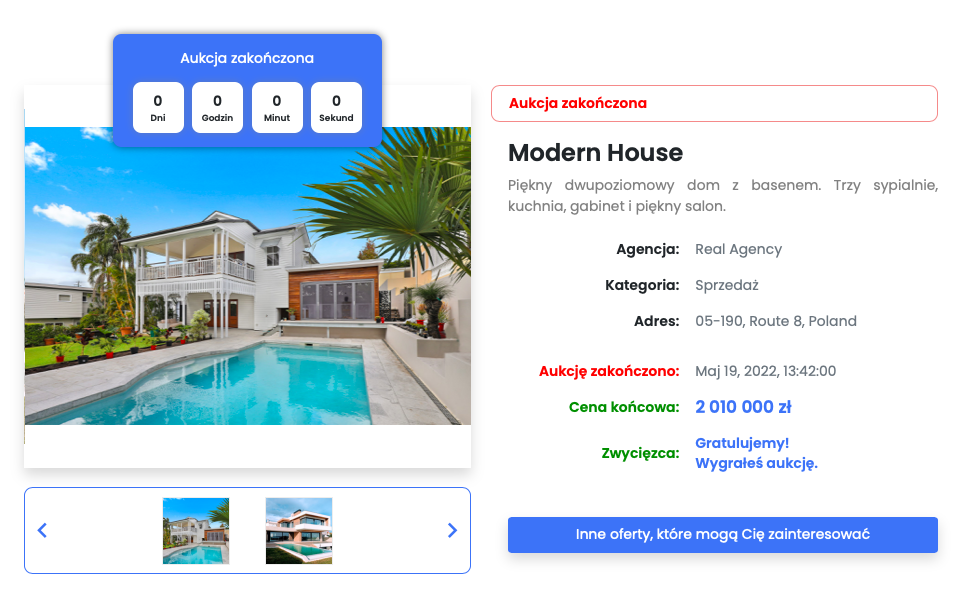 Aukcja zakończona
0 0 0 0
Dni Godzin Minut Sekund
Aukcja zakończona
Modern House
Piękny dwupoziomowy dom z basenem. Trzy sypialnie,
kuchnia, gabinet i piękny salon.
Agencja: Real Agency
Kategoria: Sprzedaż
Adres: 05-190, Route 8, Poland
Aukcję zakończono: Maj 19, 2022, 13:42:00
Cena końcowa: 2 010 000 zł
Zwycięzca: Gratulujemy!
Wygrałeś aukcję.
Inne oferty, które mogą Cię zainteresować